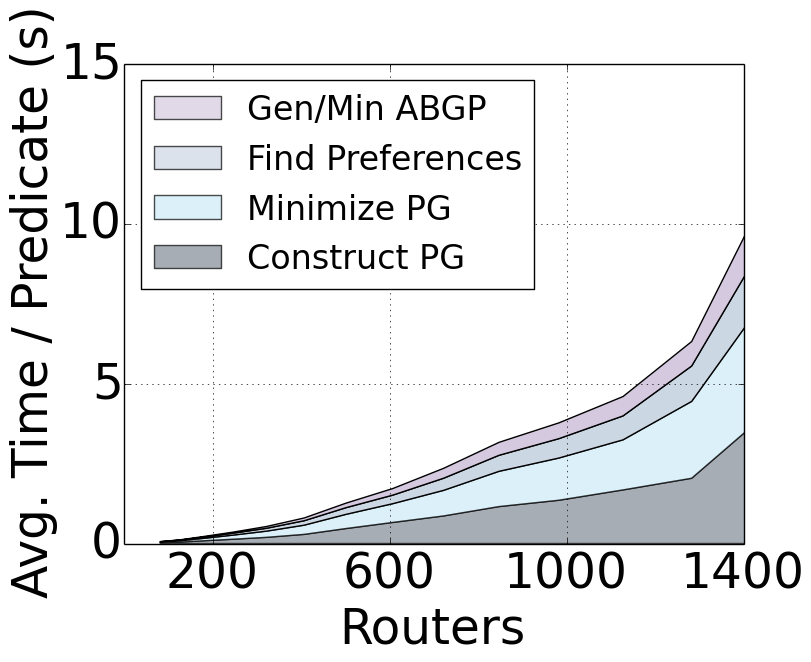 Avg. Time / Predicate (s)
15
10
5
0
Gen/Min ABGP
Find Preferences
Minimize PG
Construct PG
200 600 1000 1400
Routers